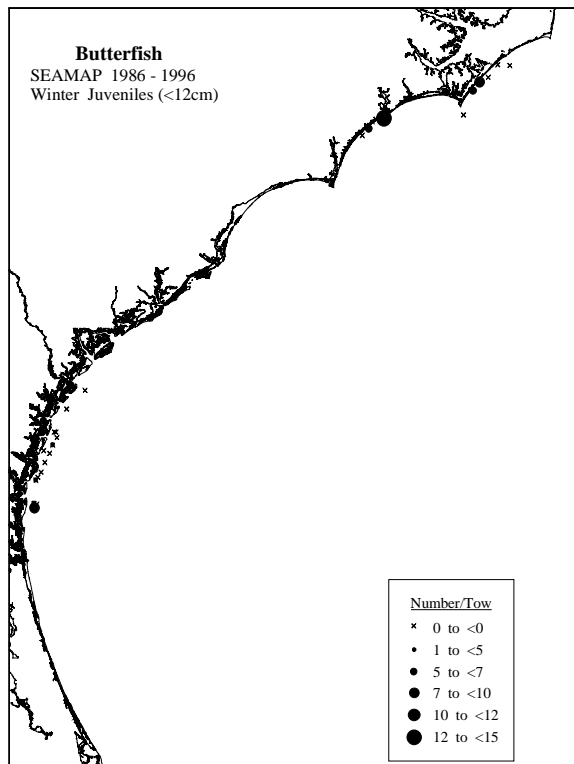 Butterfish
SEAMAP 1986 - 1996
Winter Juveniles (<12cm)
Number/Tow
0 to <0
1 to <5
5 to <7
7 to <10
10 to <12
12 to <15